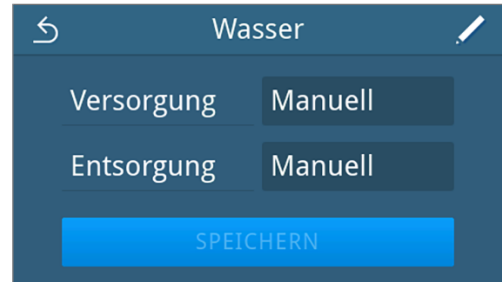 Wasser
Versorgung Manuell
Entsorgung Manuell
SPEICHERN